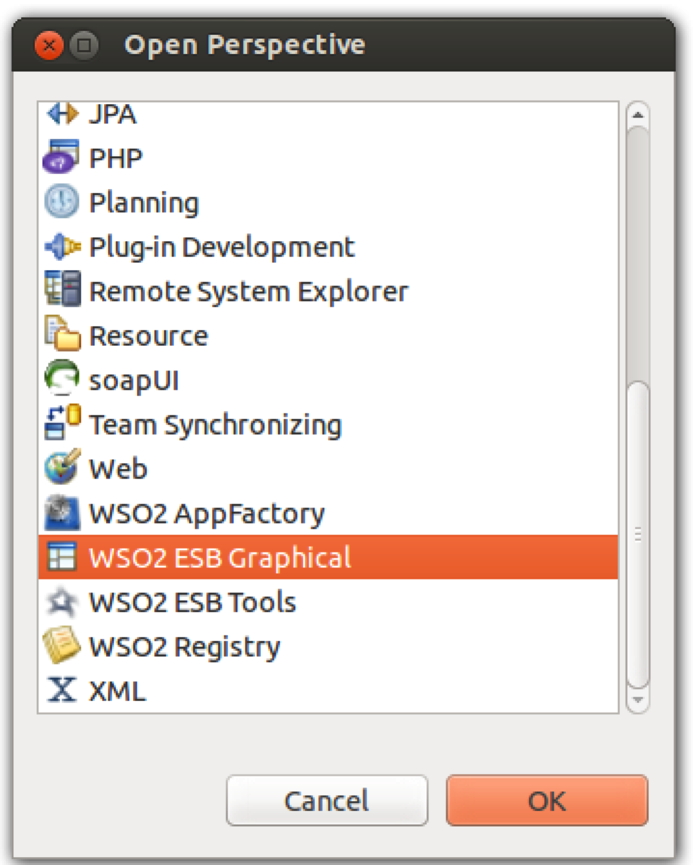 Open Perspective
JPA
PHP
Planning
Plug-in Development
Remote System Explorer
Resource
soapUI
Team Synchronizing
Web
WSO2 AppFactory
WSO2 ESB Graphical
WSO2 ESB Tools
WSO2 Registry
XML
Cancel
OK